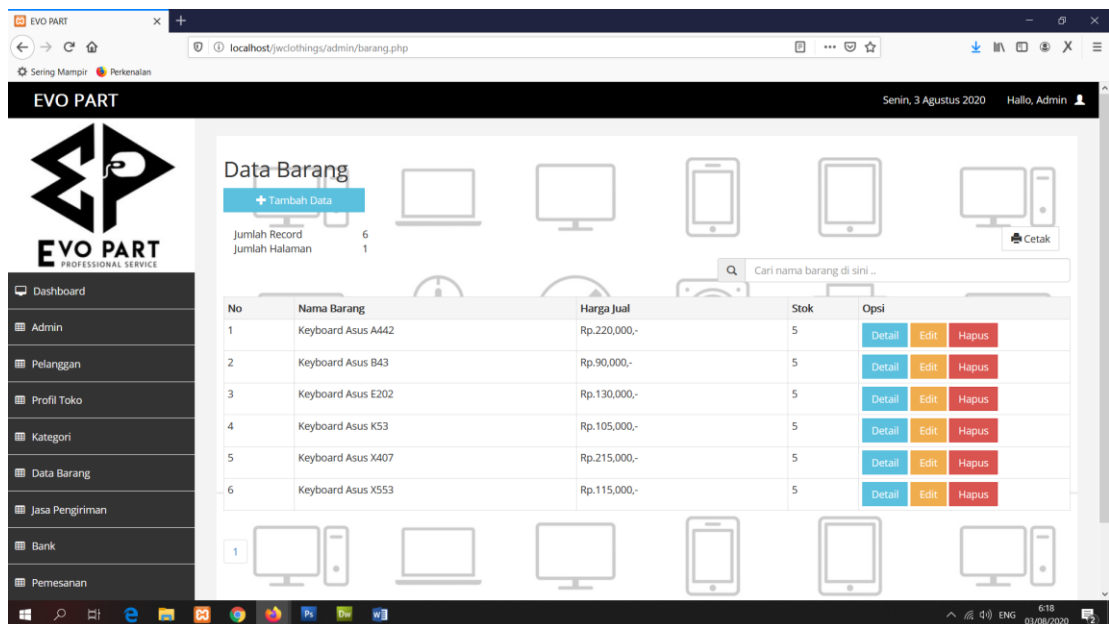 EVO PART
localhost/jwclothings/admin/barang.php
Sering Mampir Perkenalan
EVO PART Senin, 3 Agustus 2020 Hallo, Admin
EP
EVO PART
PROFESSIONAL SERVICE
Dashboard
Admin
Pelanggan
Profil Toko
Kategori
Data Barang
Jasa Pengiriman
Bank
Pemesanan
Data Barang
Tambah Data
Jumlah Record 6
Jumlah Halaman 1
Cetak
Cari nama barang di sini ..
No Nama Barang Harga Jual Stok Opsi
1 Keyboard Asus A442 Rp.220,000,- 5 Detail Edit Hapus
2 Keyboard Asus B43 Rp.90,000,- 5 Detail Edit Hapus
3 Keyboard Asus E202 Rp.130,000,- 5 Detail Edit Hapus
4 Keyboard Asus K53 Rp.105,000,- 5 Detail Edit Hapus
5 Keyboard Asus X407 Rp.215,000,- 5 Detail Edit Hapus
6 Keyboard Asus X553 Rp.115,000,- 5 Detail Edit Hapus
1
Ps Dw W
ENG 6:18
03/08/2020 2